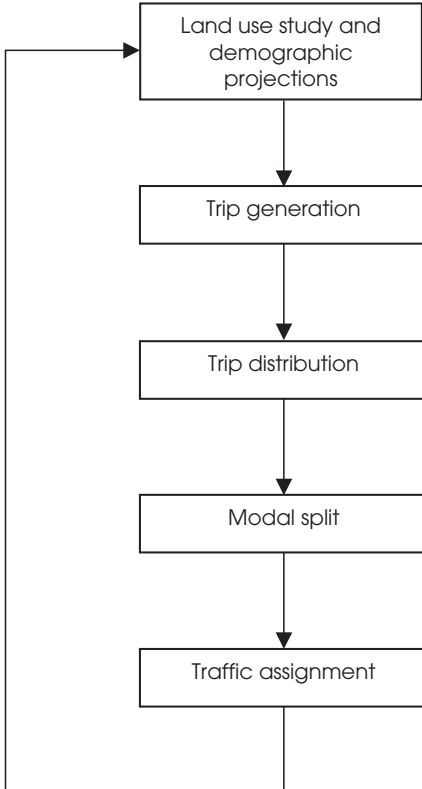 Land use study and
demographic
projections
Trip generation
Trip distribution
Modal split
Traffic assignment